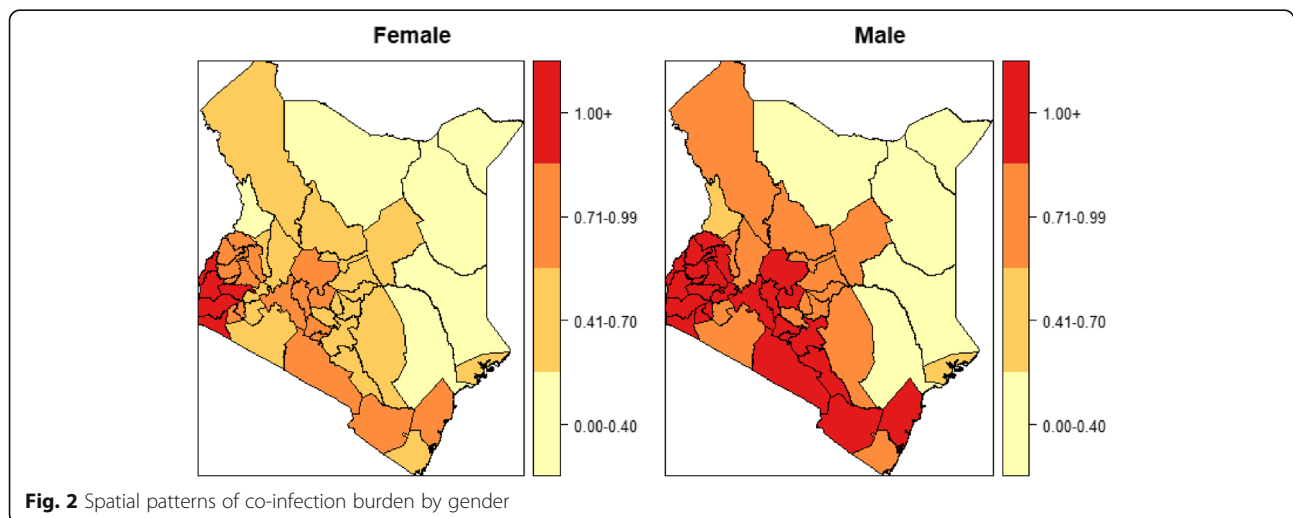 Female
Male
1.00+
0.71-0.99
0.41-0.70
0.00-0.40
1.00+
0.71-0.99
0.41-0.70
0.00-0.40
Fig. 2 Spatial patterns of co-infection burden by gender